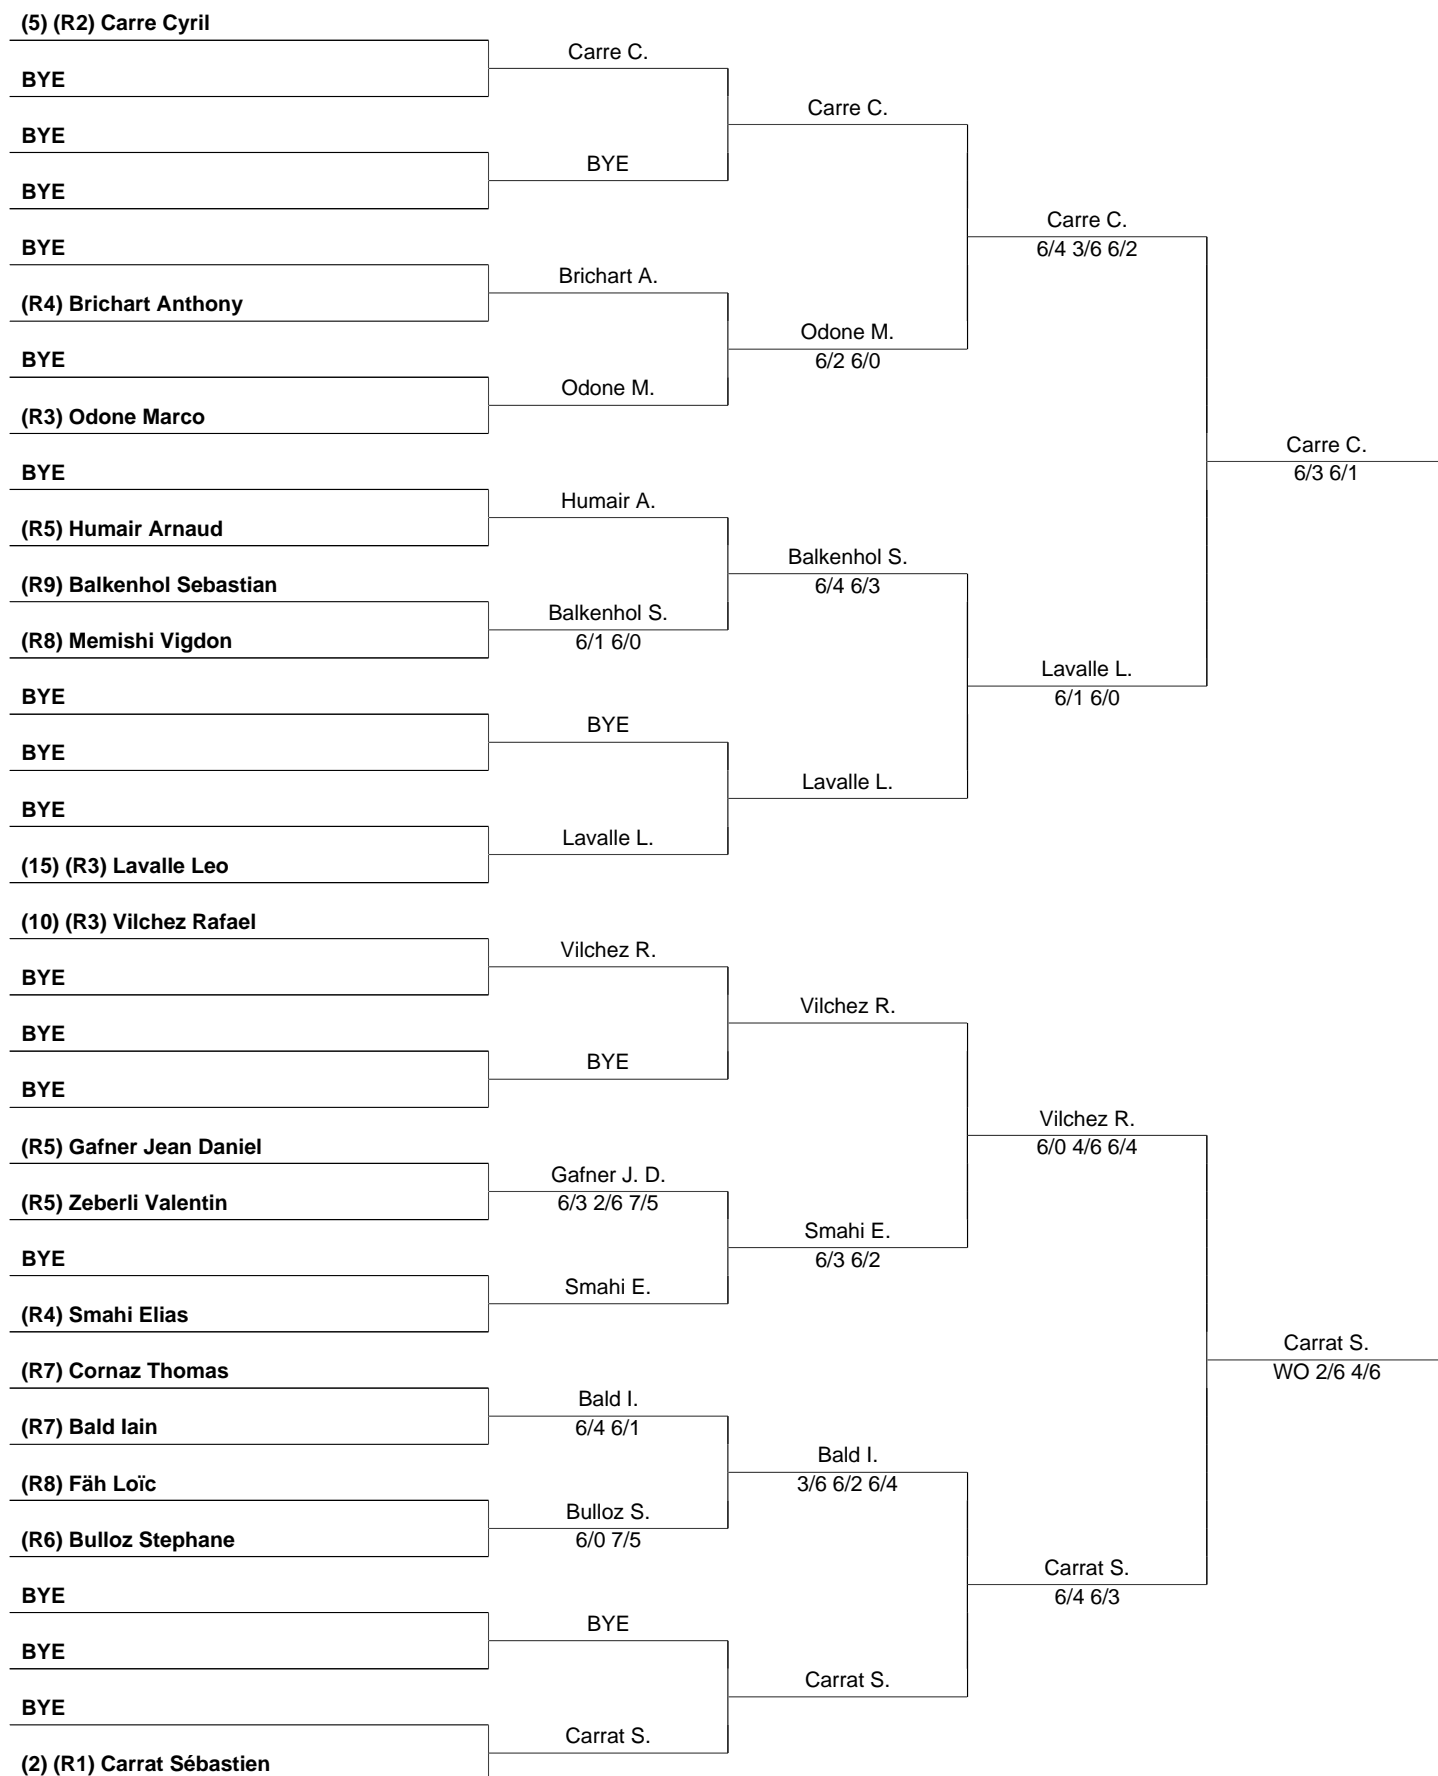 (5) (R2) Carre Cyril
Carre C.
BYE
Carre C.
BYE
BYE
BYE
Carre C.
6/4 3/6 6/2
BYE
Brichart A.
(R4) Brichart Anthony
Odone M.
6/2 6/0
BYE
Odone M.
(R3) Odone Marco
Carre C.
6/3 6/1
BYE
Humair A.
(R5) Humair Arnaud
Balkenhol S.
6/4 6/3
(R9) Balkenhol Sebastian
Balkenhol S.
6/1 6/0
(R8) Memishi Vigdon
Lavalle L.
6/1 6/0
BYE
BYE
BYE
Lavalle L.
BYE
Lavalle L.
(15) (R3) Lavalle Leo
(10) (R3) Vilchez Rafael
Vilchez R.
BYE
Vilchez R.
BYE
BYE
BYE
Vilchez R.
6/0 4/6 6/4
(R5) Gafner Jean Daniel
Gafner J. D.
6/3 2/6 7/5
(R5) Zeberli Valentin
Smahi E.
6/3 6/2
BYE
Smahi E.
(R4) Smahi Elias
Carrat S.
WO 2/6 4/6
(R7) Cornaz Thomas
Bald I.
6/4 6/1
(R7) Bald Iain
Bald I.
3/6 6/2 6/4
(R8) Fäh Loïc
Bulloz S.
6/0 7/5
(R6) Bulloz Stephane
Carrat S.
6/4 6/3
BYE
BYE
BYE
Carrat S.
BYE
Carrat S.
(2) (R1) Carrat Sébastien